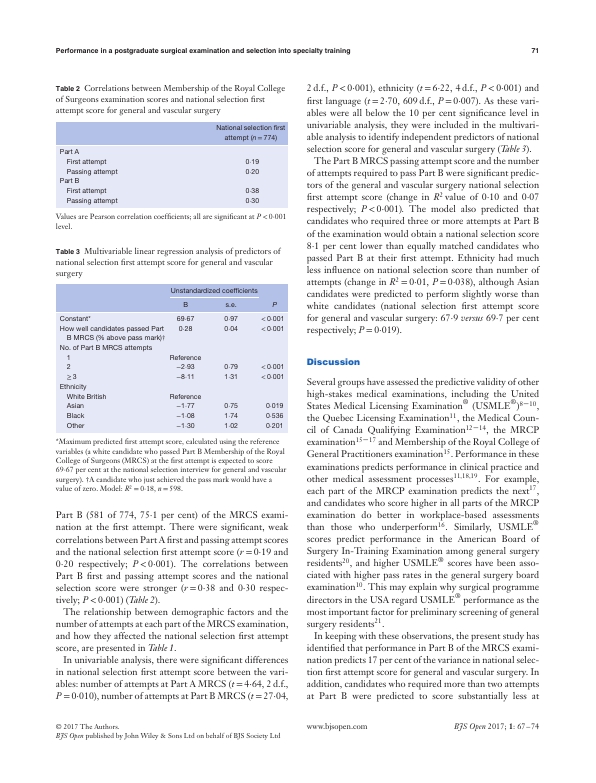 Performance in a postgraduate surgical examination and selection into specialty training 71
Table 2 Correlations between Membership of the Royal College
of Surgeons examination scores and national selection first
attempt score for general and vascular surgery
National selection first
attempt (n = 774)
Part A
First attempt 0·19
Passing attempt 0·20
Part B
First attempt 0·38
Passing attempt 0·30
Values are Pearson correlation coefficients; all are significant at P < 0·001
level.
Table 3 Multivariable linear regression analysis of predictors of
national selection first attempt score for general and vascular
surgery
Unstandardized coefficients
B s.e. P
Constant* 69·67 0·97 < 0·001
How well candidates passed Part 0·28 0·04 < 0·001
B MRCS (% above pass mark)†
No. of Part B MRCS attempts
1 Reference
2 −2·93 0·79 < 0·001
≥ 3 −8·11 1·31 < 0·001
Ethnicity
White British Reference
Asian −1·77 0·75 0·019
Black −1·08 1·74 0·536
Other −1·30 1·02 0·201
*Maximum predicted first attempt score, calculated using the reference
variables (a white candidate who passed Part B Membership of the Royal
College of Surgeons (MRCS) at the first attempt is expected to score
69·67 per cent at the national selection interview for general and vascular
surgery). †A candidate who just achieved the pass mark would have a
value of zero. Model: R² = 0·18, n = 598.
Part B (581 of 774, 75·1 per cent) of the MRCS exami-
nation at the first attempt. There were significant, weak
correlations between Part A first and passing attempt scores
and the national selection first attempt score (r = 0·19 and
0·20 respectively; P < 0·001). The correlations between
Part B first and passing attempt scores and the national
selection score were stronger (r = 0·38 and 0·30 respec-
tively; P < 0·001) (Table 2).
The relationship between demographic factors and the
number of attempts at each part of the MRCS examination,
and how they affected the national selection first attempt
score, are presented in Table 1.
In univariate analysis, there were significant differences
in national selection first attempt score between the vari-
ables: number of attempts at Part A MRCS (t = 4·64, 2 d.f.,
P = 0·010), number of attempts at Part B MRCS (t = 27·04,
2 d.f., P < 0·001), ethnicity (t = 6·22, 4 d.f., P < 0·001) and
first language (t = 2·70, 609 d.f., P = 0·007). As these vari-
ables were all below the 10 per cent significance level in
univariable analysis, they were included in the multivari-
able analysis to identify independent predictors of national
selection score for general and vascular surgery (Table 3).
The Part B MRCS passing attempt score and the number
of attempts required to pass Part B were significant predic-
tors of the general and vascular surgery national selection
first attempt score (change in R² value of 0·10 and 0·07
respectively; P < 0·001). The model also predicted that
candidates who required three or more attempts at Part B
of the examination would obtain a national selection score
8·1 per cent lower than equally matched candidates who
passed Part B at their first attempt. Ethnicity had much
less influence on national selection score than number of
attempts (change in R² = 0·01, P = 0·038), although Asian
candidates were predicted to perform slightly worse than
white candidates (national selection first attempt score
for general and vascular surgery: 67·9 versus 69·7 per cent
respectively; P = 0·019).
Discussion
Several groups have assessed the predictive validity of other
high-stakes medical examinations, including the United
States Medical Licensing Examination® (USMLE®)⁸⁻¹⁰,
the Quebec Licensing Examination¹¹, the Medical Coun-
cil of Canada Qualifying Examination¹²⁻¹⁴, the MRCP
examination¹⁵⁻¹⁷ and Membership of the Royal College of
General Practitioners examination¹⁵. Performance in these
examinations predicts performance in clinical practice and
other medical assessment processes¹¹,¹⁸,¹⁹. For example,
each part of the MRCP examination predicts the next¹⁷,
and candidates who score higher in all parts of the MRCP
examination do better in workplace-based assessments
than those who underperform¹⁶. Similarly, USMLE®
scores predict performance in the American Board of
Surgery In-Training Examination among general surgery
residents²⁰, and higher USMLE® scores have been asso-
ciated with higher pass rates in the general surgery board
examination¹⁰. This may explain why surgical programme
directors in the USA regard USMLE® performance as the
most important factor for preliminary screening of general
surgery residents²¹.
In keeping with these observations, the present study has
identified that performance in Part B of the MRCS exami-
nation predicts 17 per cent of the variance in national selec-
tion first attempt score for general and vascular surgery. In
addition, candidates who required more than two attempts
at Part B were predicted to score substantially less at
© 2017 The Authors. www.bjsopen.com BJS Open 2017; 1: 67–74
BJS Open published by John Wiley & Sons Ltd on behalf of BJS Society Ltd